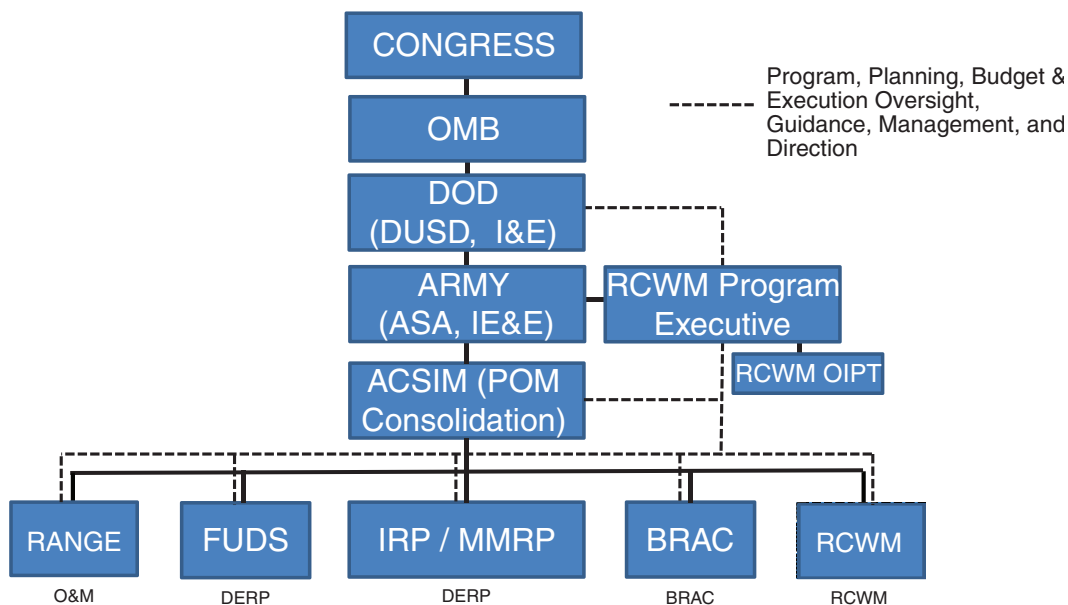 CONGRESS
Program, Planning, Budget &
Execution Oversight,
Guidance, Management, and
Direction
OMB
DOD
(DUSD, I&E)
ARMY
(ASA, IE&E)
RCWM Program
Executive
RCWM OIPT
ACSIM (POM
Consolidation)
RANGE
FUDS
IRP / MMRP
BRAC
RCWM
O&M
DERP
DERP
BRAC
RCWM